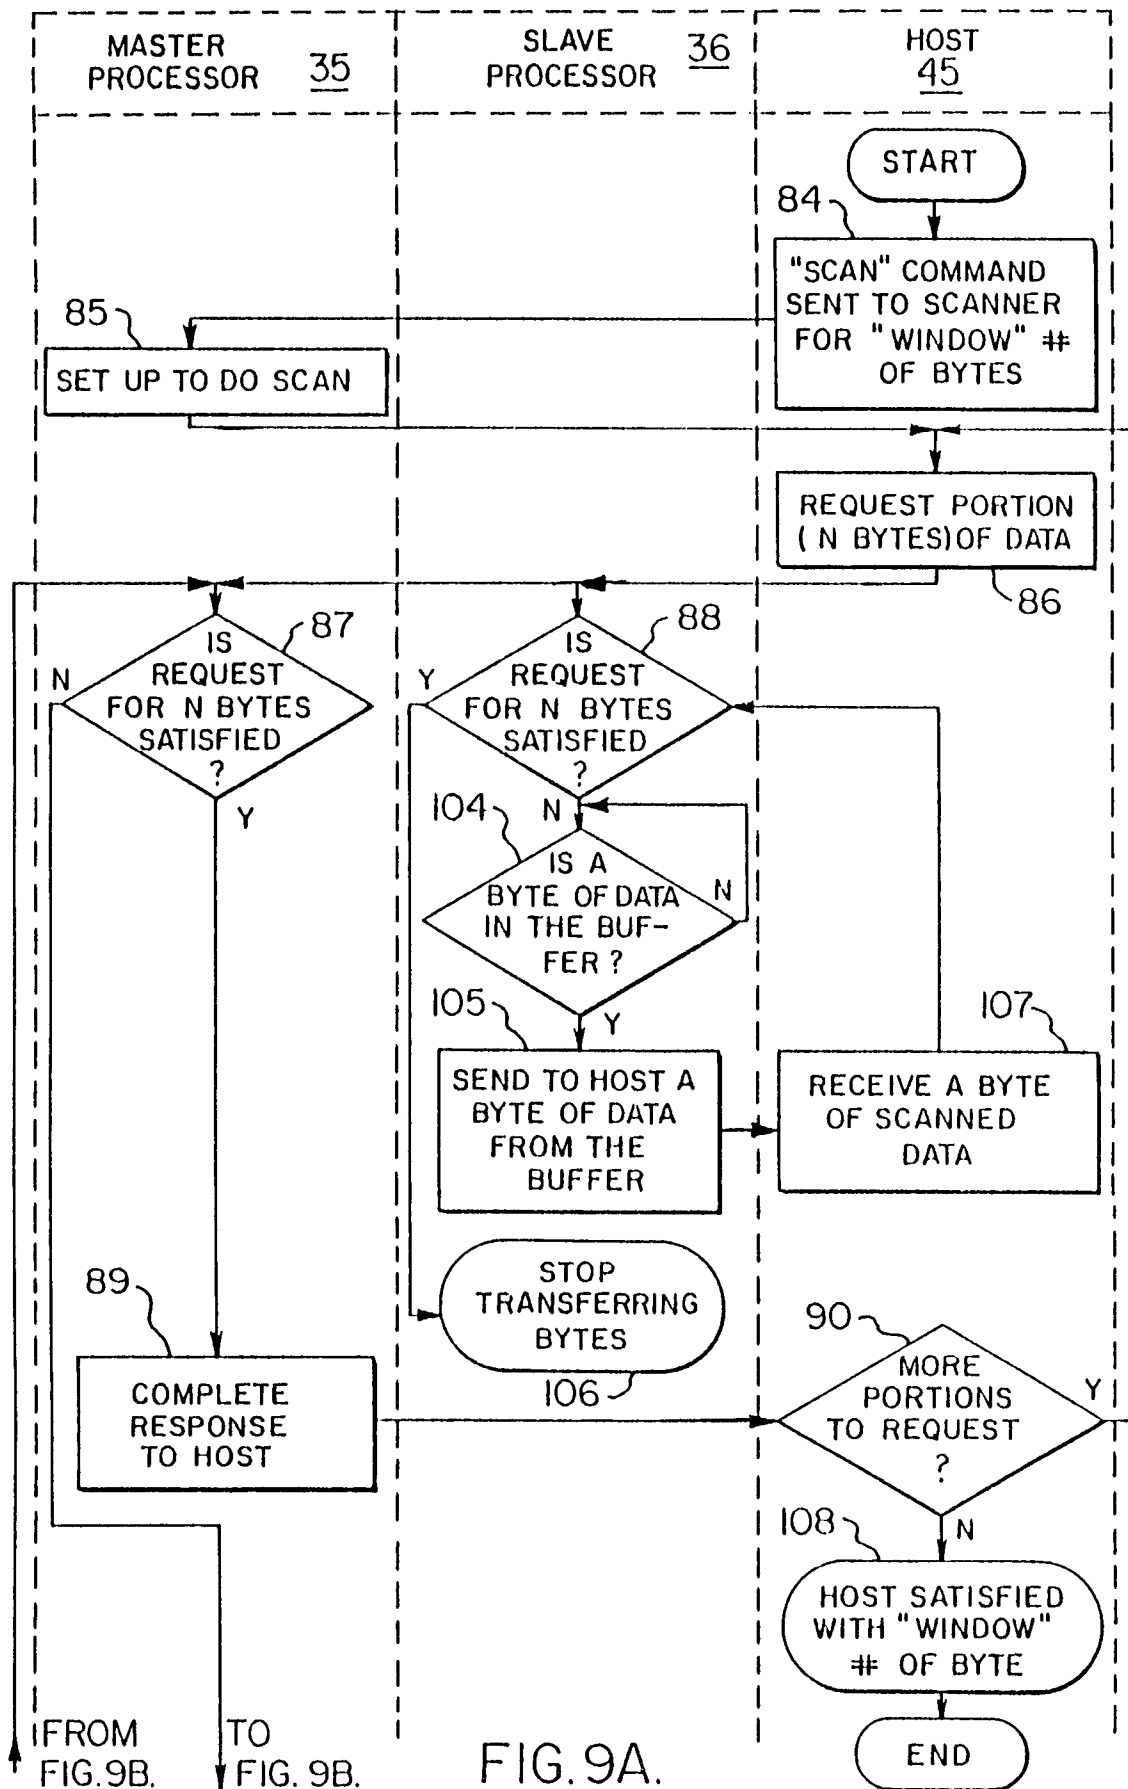 MASTER
PROCESSOR 35
SLAVE
PROCESSOR 36
HOST
45
START
84
"SCAN" COMMAND
SENT TO SCANNER
FOR "WINDOW" #
OF BYTES
85
SET UP TO DO SCAN
REQUEST PORTION
(N BYTES) OF DATA
86
87
IS
REQUEST
FOR N BYTES
SATISFIED
?
N
Y
88
IS
REQUEST
FOR N BYTES
SATISFIED
?
Y
N
104
IS A
BYTE OF DATA
IN THE BUF-
FER ?
N
Y
105
SEND TO HOST A
BYTE OF DATA
FROM THE
BUFFER
107
RECEIVE A BYTE
OF SCANNED
DATA
STOP
TRANSFERRING
BYTES
106
89
COMPLETE
RESPONSE
TO HOST
90
MORE
PORTIONS
TO REQUEST
?
Y
N
108
HOST SATISFIED
WITH "WINDOW"
# OF BYTE
END
FROM
FIG. 9B.
TO
FIG. 9B.
FIG. 9A.